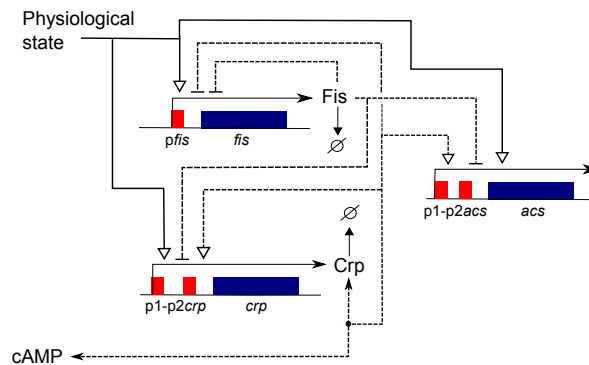 Physiological
state
Fis
pfis fis
p1-p2acs acs
Crp
p1-p2crp crp
cAMP